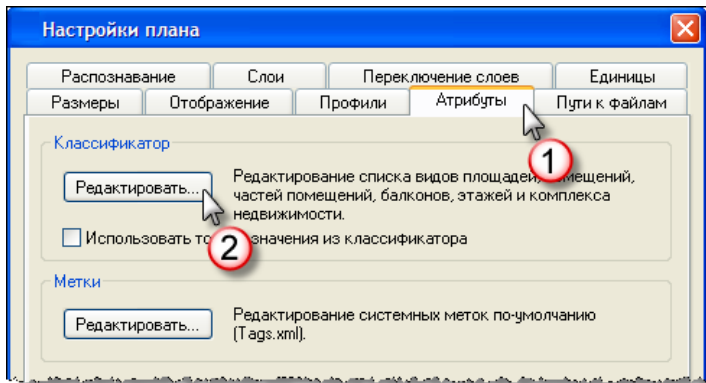 Настройки плана
Распознавание Слои Переключение слоев Единицы
Размеры Отображение Профили Атрибуты Пути к файлам
1
Классификатор
Редактировать...
Редактирование списка видов площадей,
частей помещений, балконов, этажей и комплекса
недвижимости.
2
Использовать значения из классификатора
Метки
Редактировать...
Редактирование системных меток по-умолчанию
(Tags.xml).